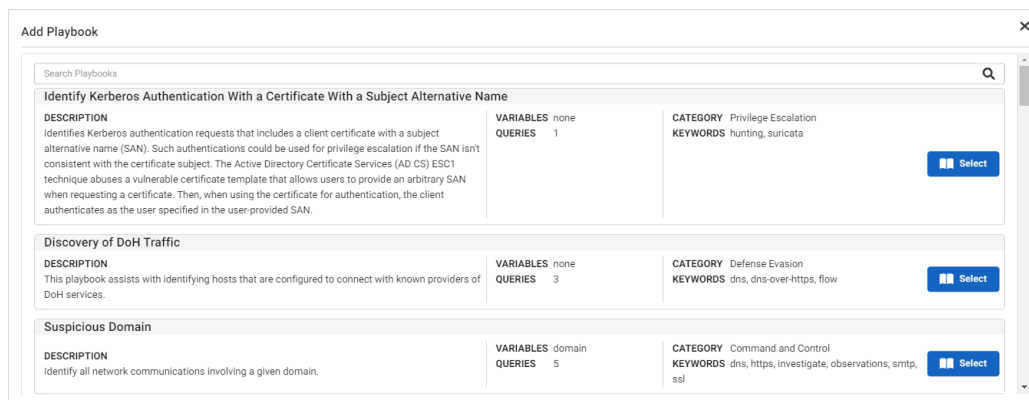 Add Playbook
Search Playbooks
Identify Kerberos Authentication With a Certificate With a Subject Alternative Name
DESCRIPTION
Identifies Kerberos authentication requests that includes a client certificate with a subject
alternative name (SAN). Such authentications could be used for privilege escalation if the SAN isn't
consistent with the certificate subject. The Active Directory Certificate Services (AD CS) ESC1
technique abuses a vulnerable certificate template that allows users to provide an arbitrary SAN
when requesting a certificate. Then, when using the certificate for authentication, the client
authenticates as the user specified in the user-provided SAN.
VARIABLES none
QUERIES 1
CATEGORY Privilege Escalation
KEYWORDS hunting, suricata
Select
Discovery of DoH Traffic
DESCRIPTION
This playbook assists with identifying hosts that are configured to connect with known providers of
DoH services.
VARIABLES none
QUERIES 3
CATEGORY Defense Evasion
KEYWORDS dns, dns-over-https, flow
Select
Suspicious Domain
DESCRIPTION
Identify all network communications involving a given domain.
VARIABLES domain
QUERIES 5
CATEGORY Command and Control
KEYWORDS dns, https, investigate, observations, smtp,
ssl
Select